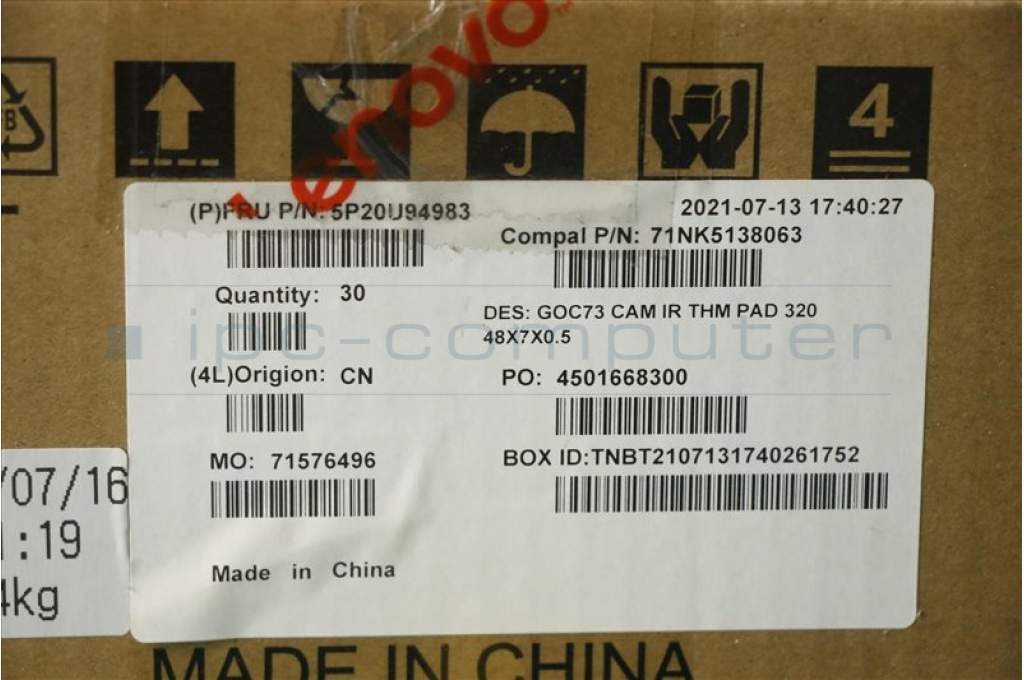 Lenovo™
4
(P)FRU P/N: 5P20U94983
2021-07-13 17:40:27
Compal P/N: 71NK5138063
Quantity: 30
DES: GOC73 CAM IR THM PAD 320
48X7X0.5
ipc-computer
(4L)Origion: CN
PO: 4501668300
MO: 71576496
BOX ID:TNBT2107131740261752
Made in China
/07/16
:19
kg
MADE IN CHINA